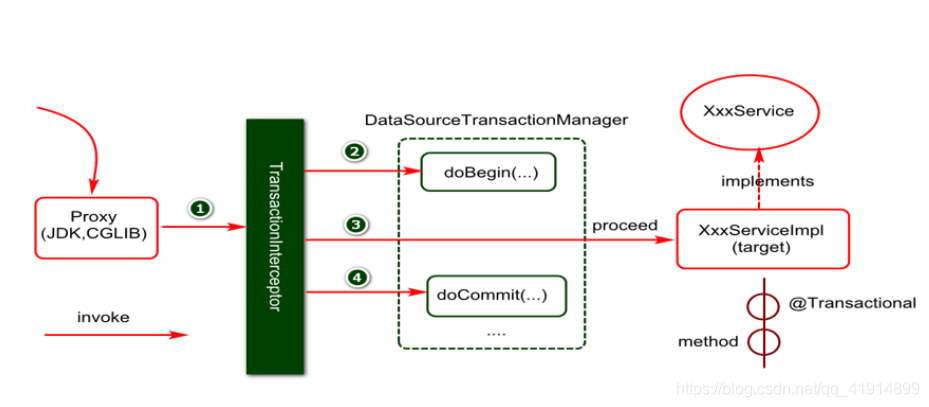 XxxService
DataSourceTransactionManager
2
doBegin(...)
implements
Proxy
(JDK,CGLIB)
1
TransactionInterceptor
3
proceed
XxxServiceImpl
(target)
4
doCommit(...)
invoke
....
@Transactional
method
https://blog.csdn.net/qq_41914899